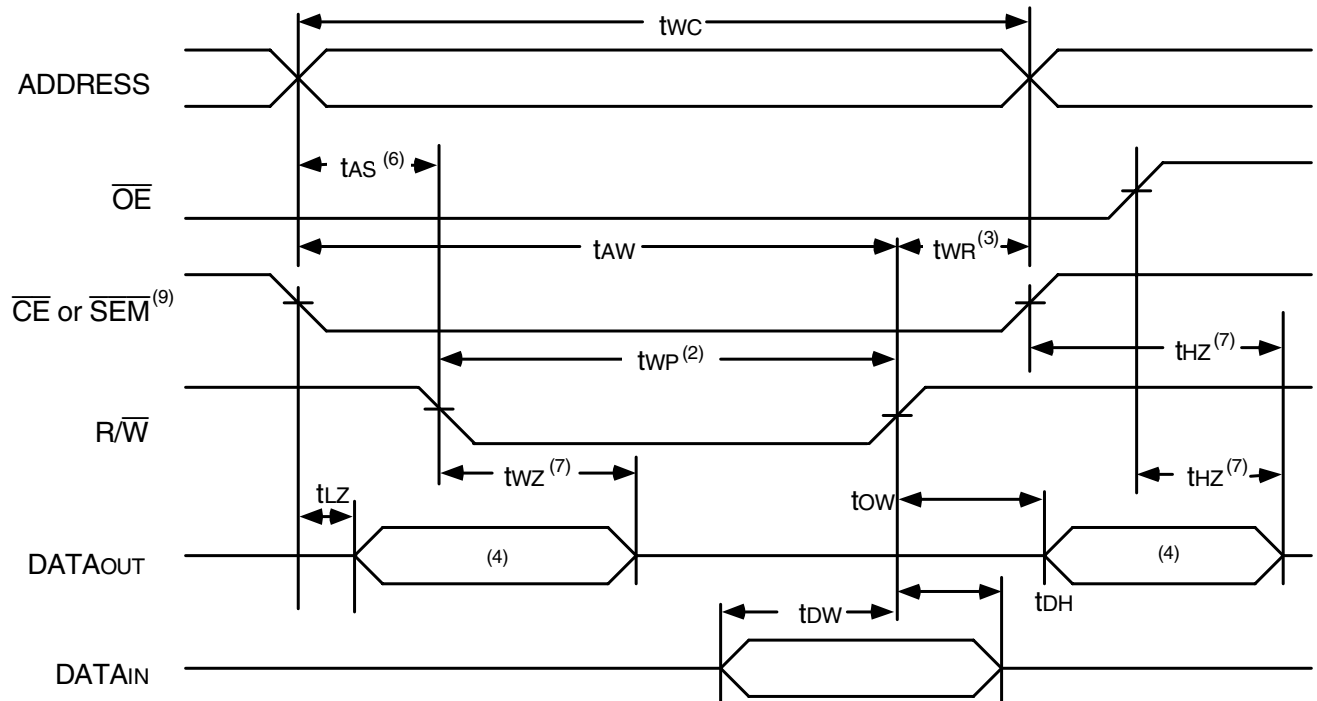 tWC
ADDRESS
tAS (6)
OE
tAW
tWR (3)
CE or SEM (9)
tWP (2)
tHZ (7)
R/W
tWZ (7)
tHZ (7)
tLZ
tOW
DATAOUT
(4)
(4)
tDW
tDH
DATAIN